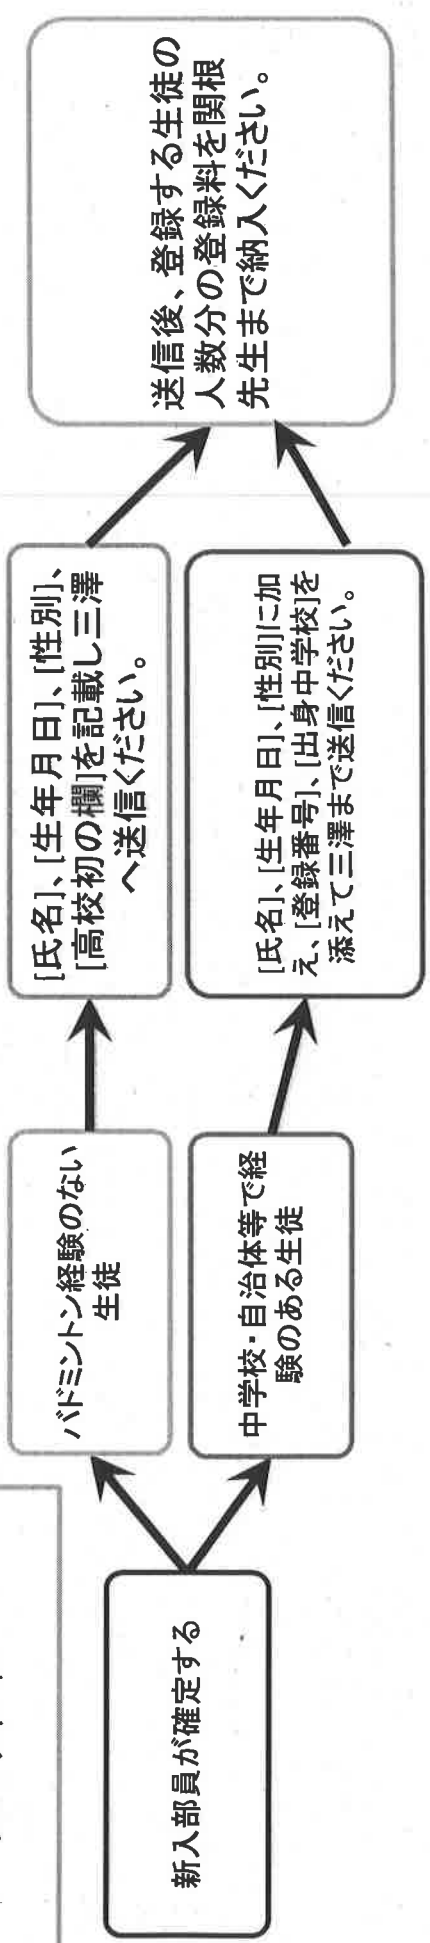 新入部員が確定する
バドミントン経験のない
生徒
中学校・自治体等で経
験のある生徒
[氏名]、[生年月日]、[性別]、
[高校初の欄]を記載し三澤
へ送信ください。
[氏名]、[生年月日]、[性別]に加
え、[登録番号]、[出身中学校]を
添えて三澤まで送信ください。
送信後、登録する生徒の
人数分の登録料を関根
先生まで納入ください。